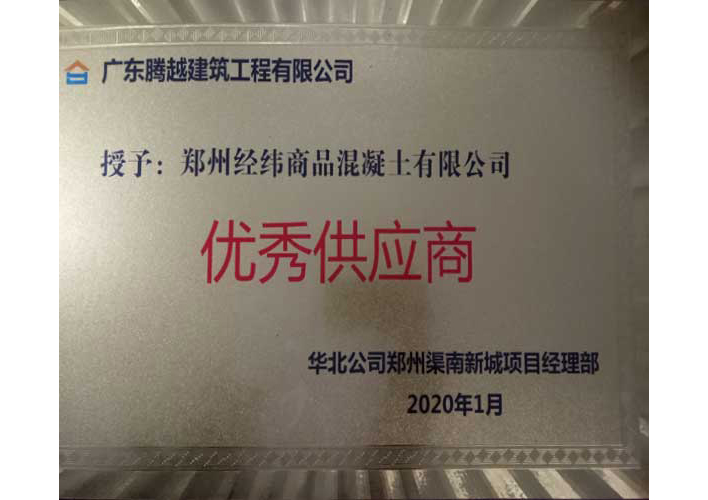 广东腾越建筑工程有限公司
授予：郑州经纬商品混凝土有限公司
优秀供应商
华北公司郑州渠南新城项目经理部
2020年1月